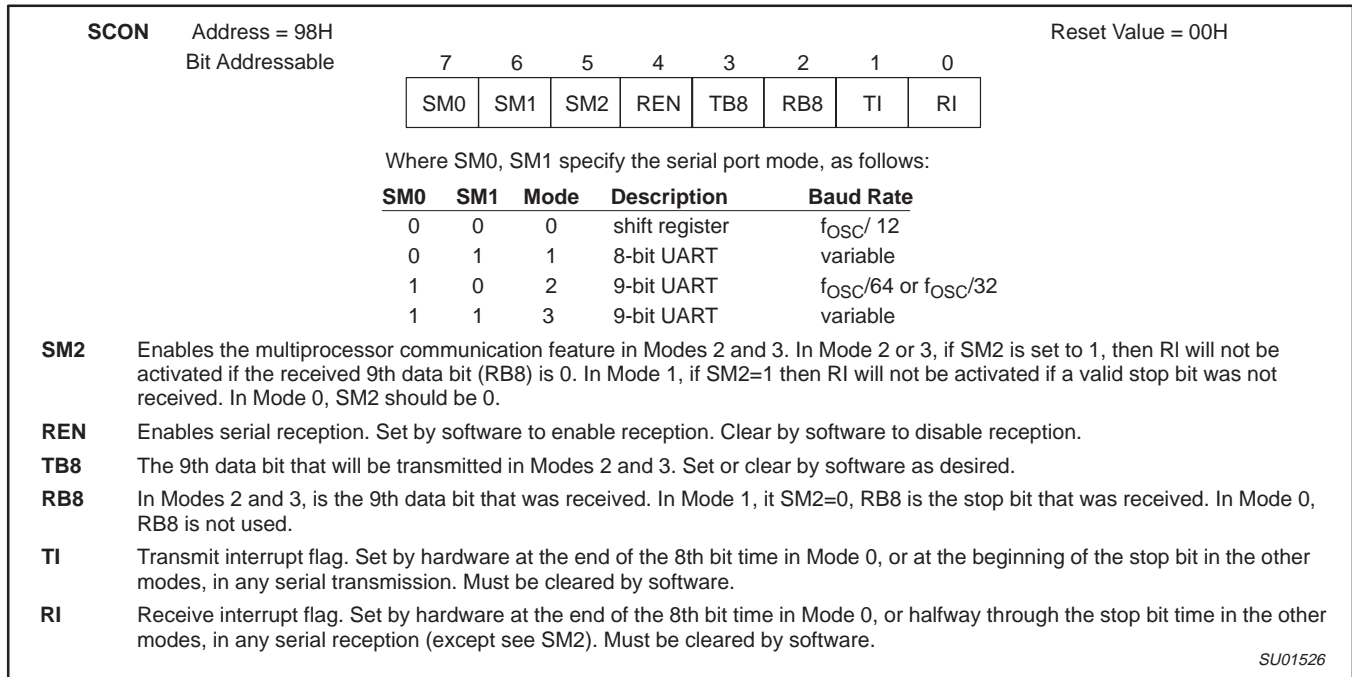 SCON Address = 98H Reset Value = 00H
Bit Addressable 7 6 5 4 3 2 1 0
SM0 SM1 SM2 REN TB8 RB8 TI RI
Where SM0, SM1 specify the serial port mode, as follows:
SM0 SM1 Mode Description Baud Rate
0 0 0 shift register fOSC/ 12
0 1 1 8-bit UART variable
1 0 2 9-bit UART fOSC/64 or fOSC/32
1 1 3 9-bit UART variable
SM2 Enables the multiprocessor communication feature in Modes 2 and 3. In Mode 2 or 3, if SM2 is set to 1, then RI will not be
activated if the received 9th data bit (RB8) is 0. In Mode 1, if SM2=1 then RI will not be activated if a valid stop bit was not
received. In Mode 0, SM2 should be 0.
REN Enables serial reception. Set by software to enable reception. Clear by software to disable reception.
TB8 The 9th data bit that will be transmitted in Modes 2 and 3. Set or clear by software as desired.
RB8 In Modes 2 and 3, is the 9th data bit that was received. In Mode 1, it SM2=0, RB8 is the stop bit that was received. In Mode 0,
RB8 is not used.
TI Transmit interrupt flag. Set by hardware at the end of the 8th bit time in Mode 0, or at the beginning of the stop bit in the other
modes, in any serial transmission. Must be cleared by software.
RI Receive interrupt flag. Set by hardware at the end of the 8th bit time in Mode 0, or halfway through the stop bit time in the other
modes, in any serial reception (except see SM2). Must be cleared by software.
SU01526